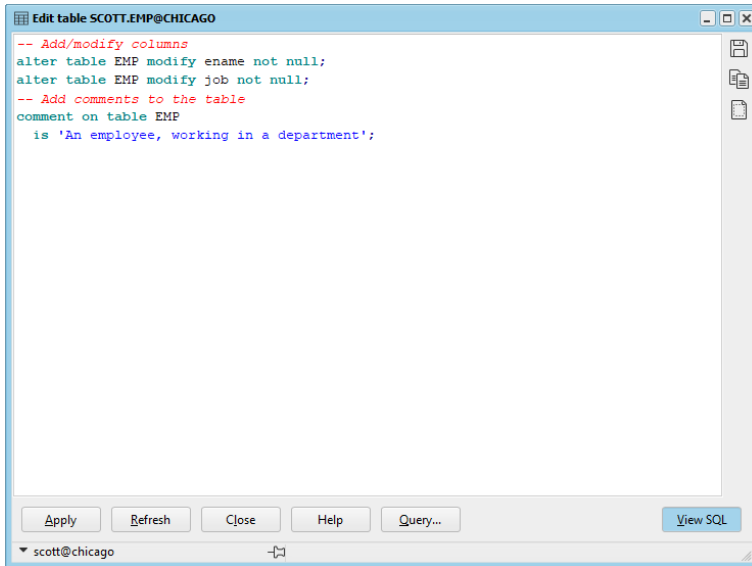 Edit table SCOTT.EMP@CHICAGO
-- Add/modify columns
alter table EMP modify ename not null;
alter table EMP modify job not null;
-- Add comments to the table
comment on table EMP
  is 'An employee, working in a department';
Apply Refresh Close Help Query... View SQL
scott@chicago